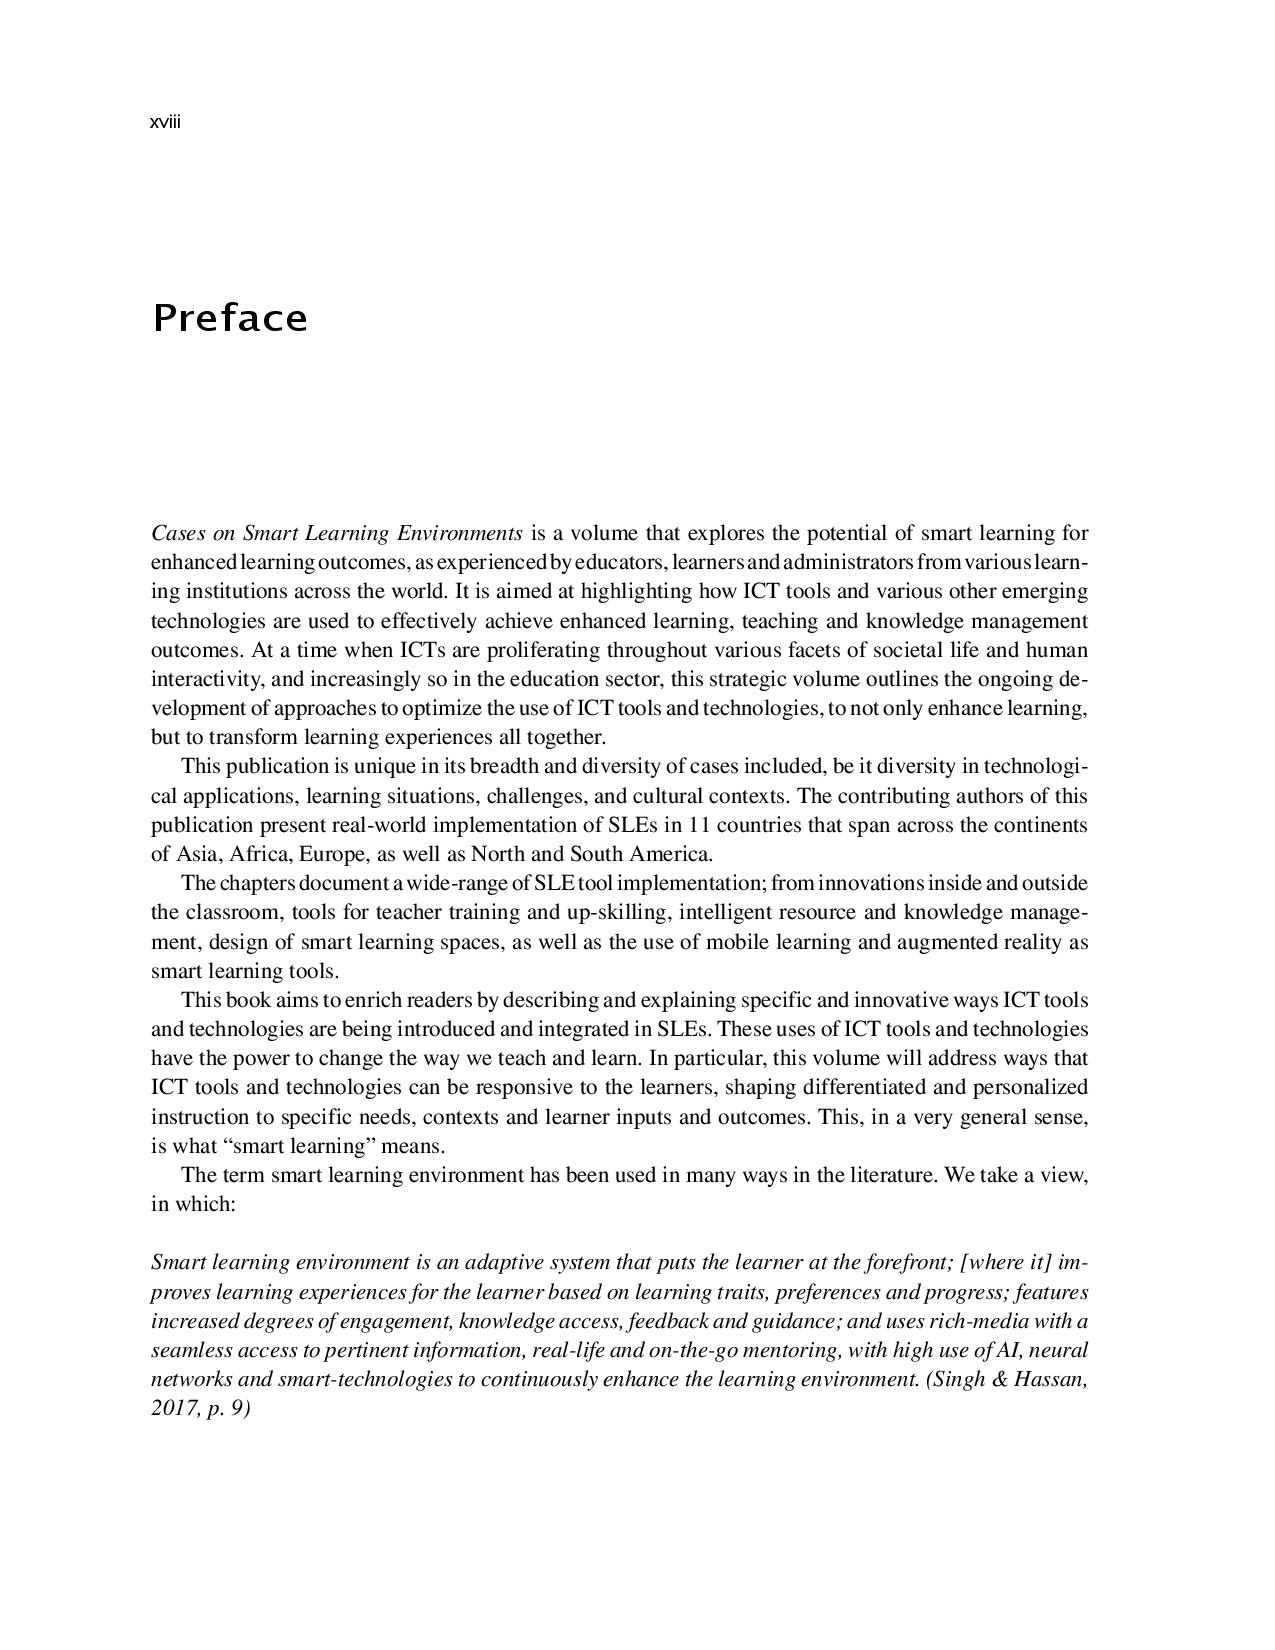 xviii
Preface
Cases on Smart Learning Environments is a volume that explores the potential of smart learning for
enhanced learning outcomes, as experienced by educators, learners and administrators from various learn-
ing institutions across the world. It is aimed at highlighting how ICT tools and various other emerging
technologies are used to effectively achieve enhanced learning, teaching and knowledge management
outcomes. At a time when ICTs are proliferating throughout various facets of societal life and human
interactivity, and increasingly so in the education sector, this strategic volume outlines the ongoing de-
velopment of approaches to optimize the use of ICT tools and technologies, to not only enhance learning,
but to transform learning experiences all together.
This publication is unique in its breadth and diversity of cases included, be it diversity in technologi-
cal applications, learning situations, challenges, and cultural contexts. The contributing authors of this
publication present real-world implementation of SLEs in 11 countries that span across the continents
of Asia, Africa, Europe, as well as North and South America.
The chapters document a wide-range of SLE tool implementation; from innovations inside and outside
the classroom, tools for teacher training and up-skilling, intelligent resource and knowledge manage-
ment, design of smart learning spaces, as well as the use of mobile learning and augmented reality as
smart learning tools.
This book aims to enrich readers by describing and explaining specific and innovative ways ICT tools
and technologies are being introduced and integrated in SLEs. These uses of ICT tools and technologies
have the power to change the way we teach and learn. In particular, this volume will address ways that
ICT tools and technologies can be responsive to the learners, shaping differentiated and personalized
instruction to specific needs, contexts and learner inputs and outcomes. This, in a very general sense,
is what “smart learning” means.
The term smart learning environment has been used in many ways in the literature. We take a view,
in which:
Smart learning environment is an adaptive system that puts the learner at the forefront; [where it] im-
proves learning experiences for the learner based on learning traits, preferences and progress; features
increased degrees of engagement, knowledge access, feedback and guidance; and uses rich-media with a
seamless access to pertinent information, real-life and on-the-go mentoring, with high use of AI, neural
networks and smart-technologies to continuously enhance the learning environment. (Singh & Hassan,
2017, p. 9)